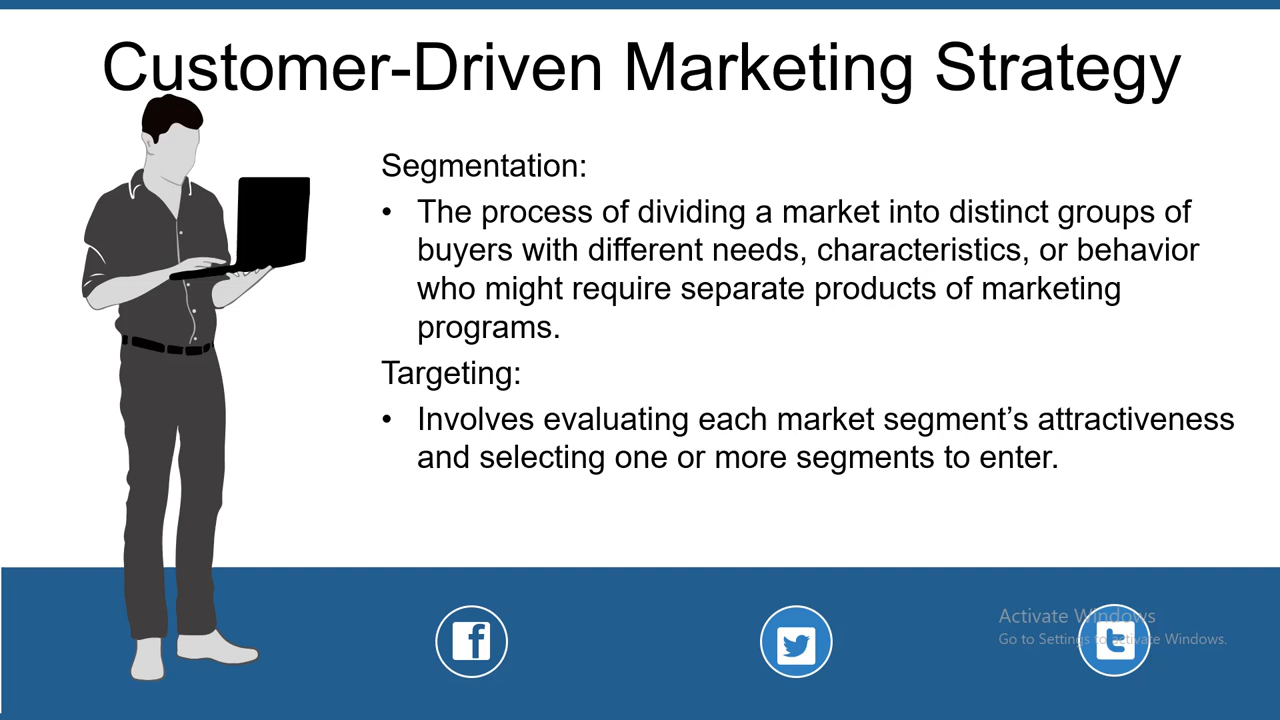 Customer-Driven Marketing Strategy
Segmentation:
• The process of dividing a market into distinct groups of
buyers with different needs, characteristics, or behavior
who might require separate products of marketing
programs.
Targeting:
• Involves evaluating each market segment’s attractiveness
and selecting one or more segments to enter.
Activate Windows
Go to Settings to activate Windows.